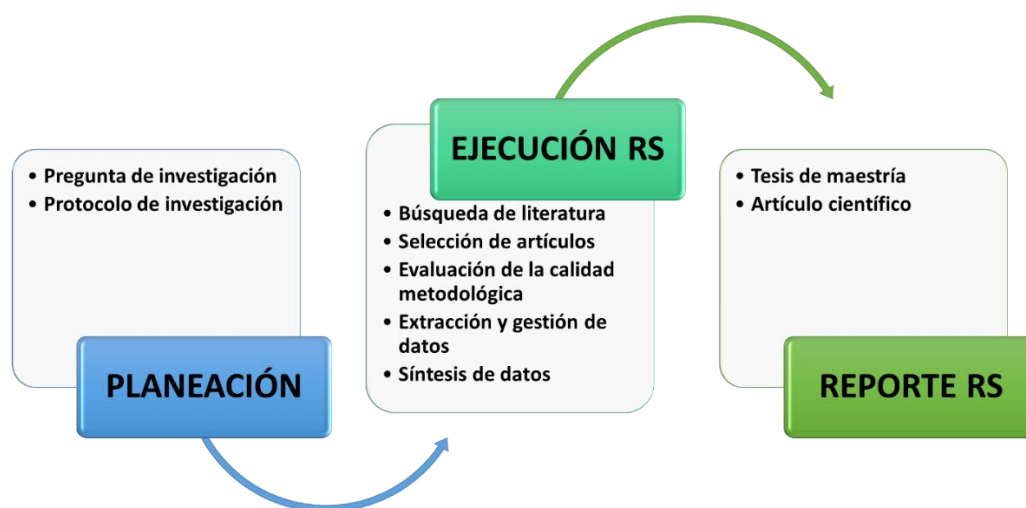 • Pregunta de investigación
• Protocolo de investigación
PLANEACIÓN
EJECUCIÓN RS
• Búsqueda de literatura
• Selección de artículos
• Evaluación de la calidad
metodológica
• Extracción y gestión de
datos
• Síntesis de datos
• Tesis de maestría
• Artículo científico
REPORTE RS